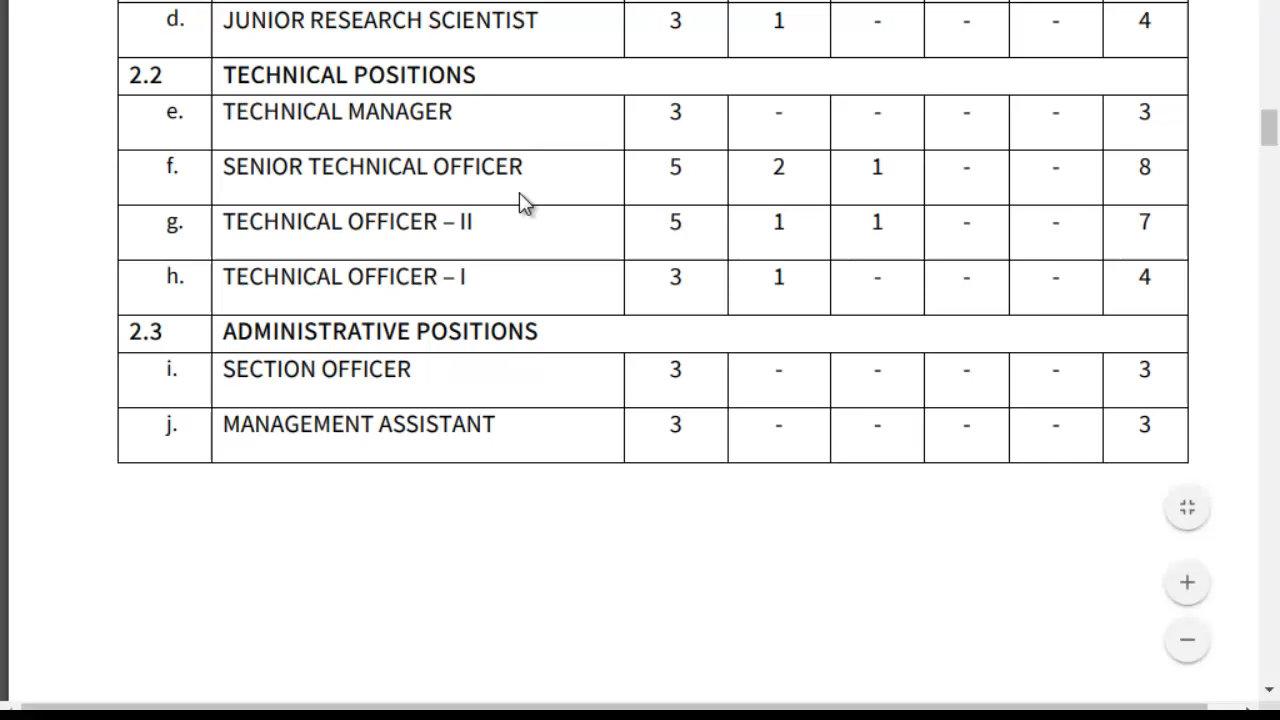 d. JUNIOR RESEARCH SCIENTIST 3 1 - - - 4
2.2 TECHNICAL POSITIONS
e. TECHNICAL MANAGER 3 - - - - 3
f. SENIOR TECHNICAL OFFICER 5 2 1 - - 8
g. TECHNICAL OFFICER – II 5 1 1 - - 7
h. TECHNICAL OFFICER – I 3 1 - - - 4
2.3 ADMINISTRATIVE POSITIONS
i. SECTION OFFICER 3 - - - - 3
j. MANAGEMENT ASSISTANT 3 - - - - 3